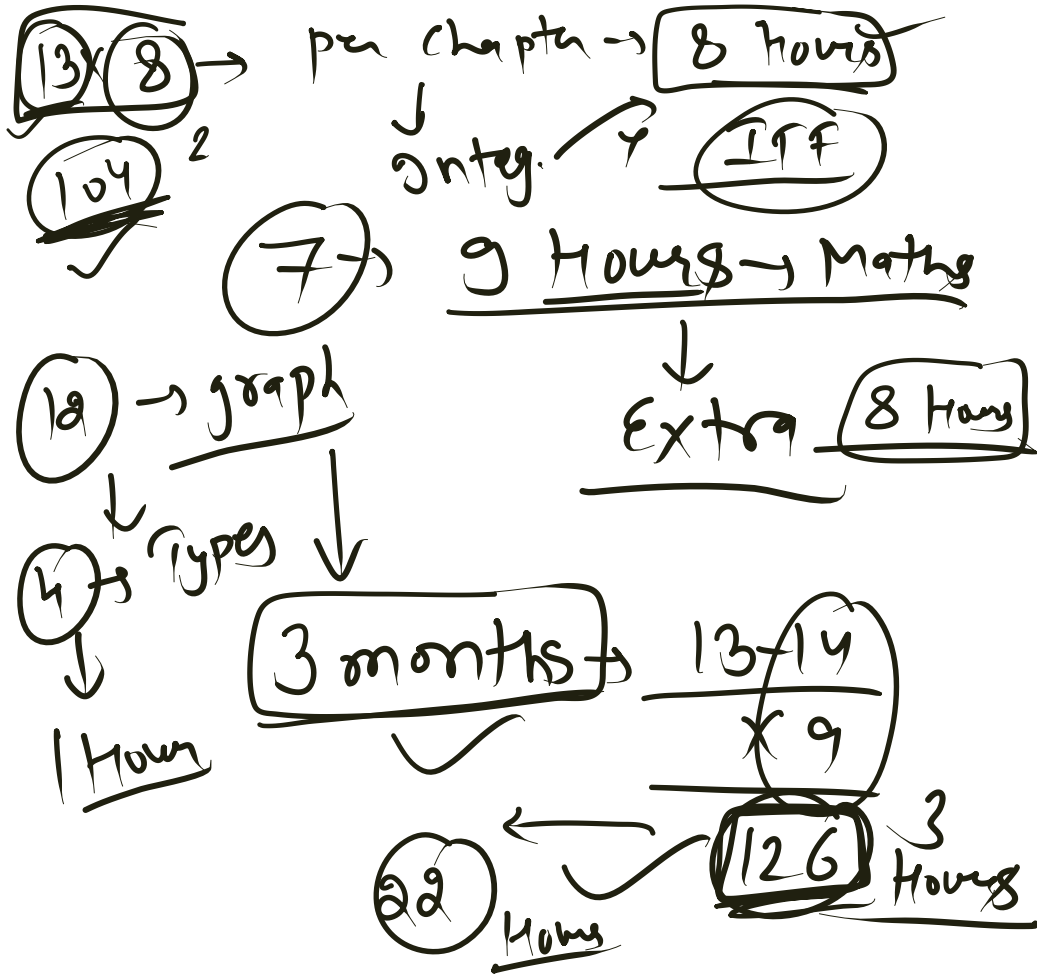 13 x 8 → per Chapter → 8 Hours
104 2
Integ. → ITF
7 → 9 Hours → Maths
12 → graph
Extra 8 Hours
4 → Types
3 months → 13-14
x 9
1 Hour
126 3 Hours
22 Hours